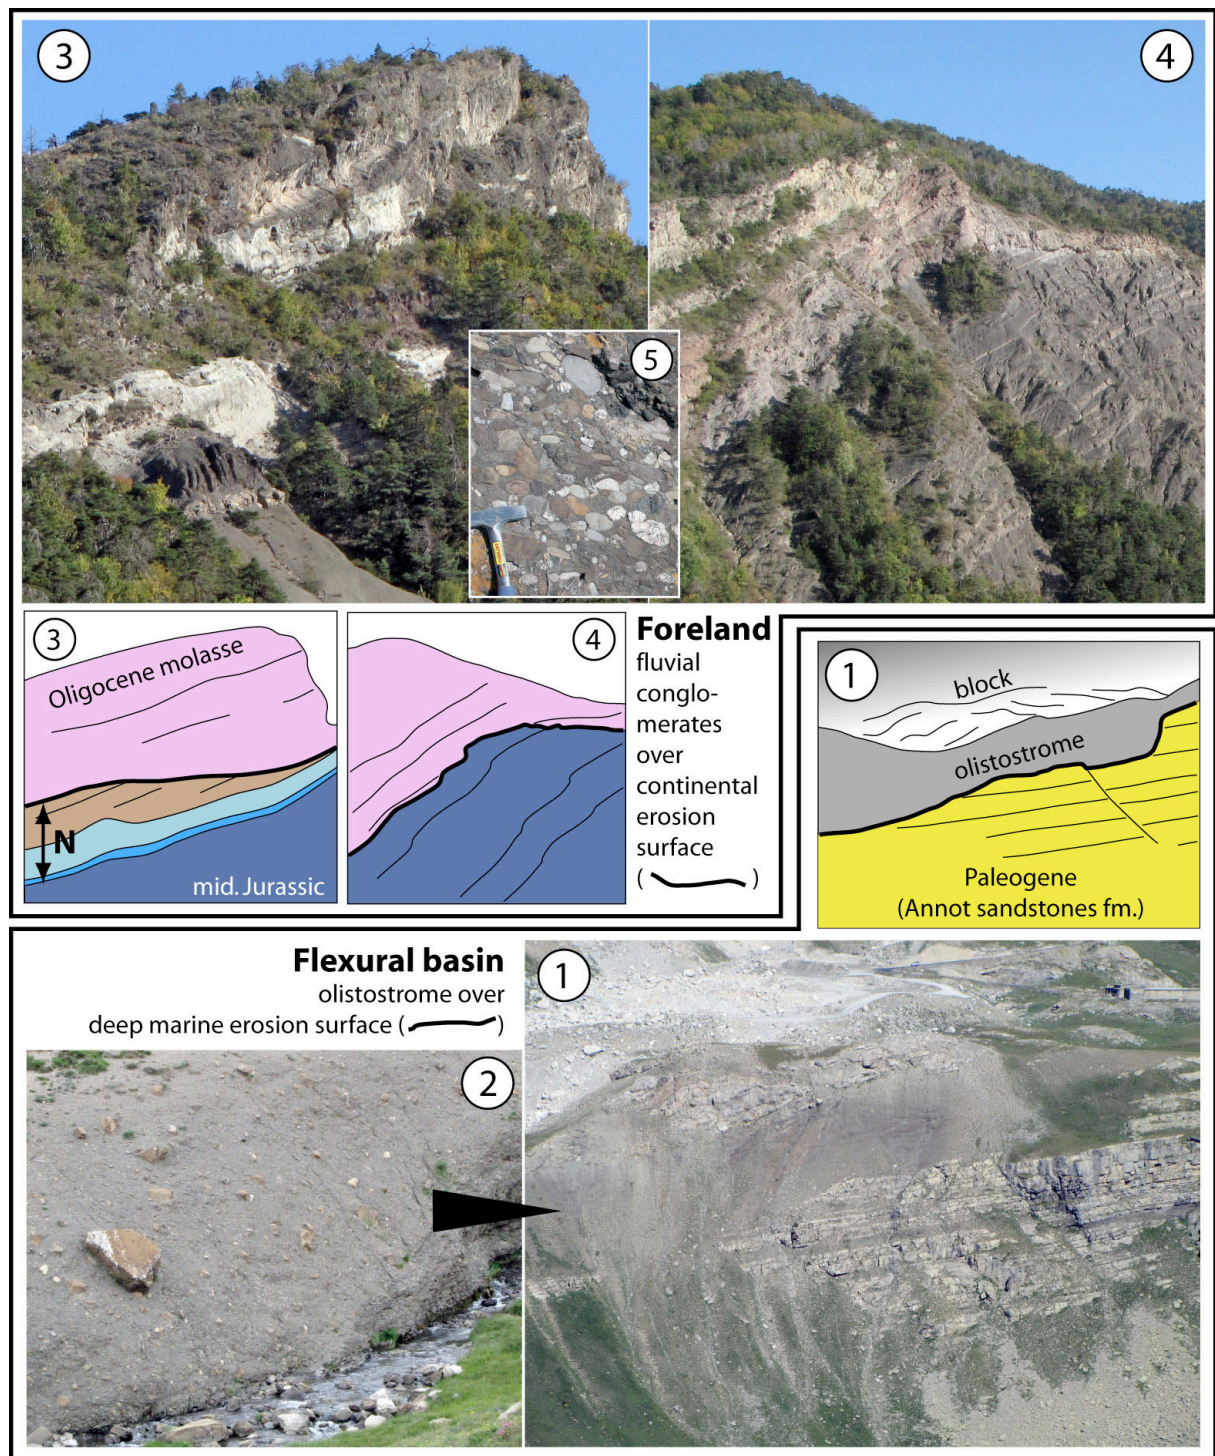 3
4
5
3
Oligocene molasse
N
mid. Jurassic
4
Foreland
fluvial
conglo-
merates
over
continental
erosion
surface
( )
1
block
olistostrome
Paleogene
(Annot sandstones fm.)
Flexural basin
olistostrome over
deep marine erosion surface ( )
1
2